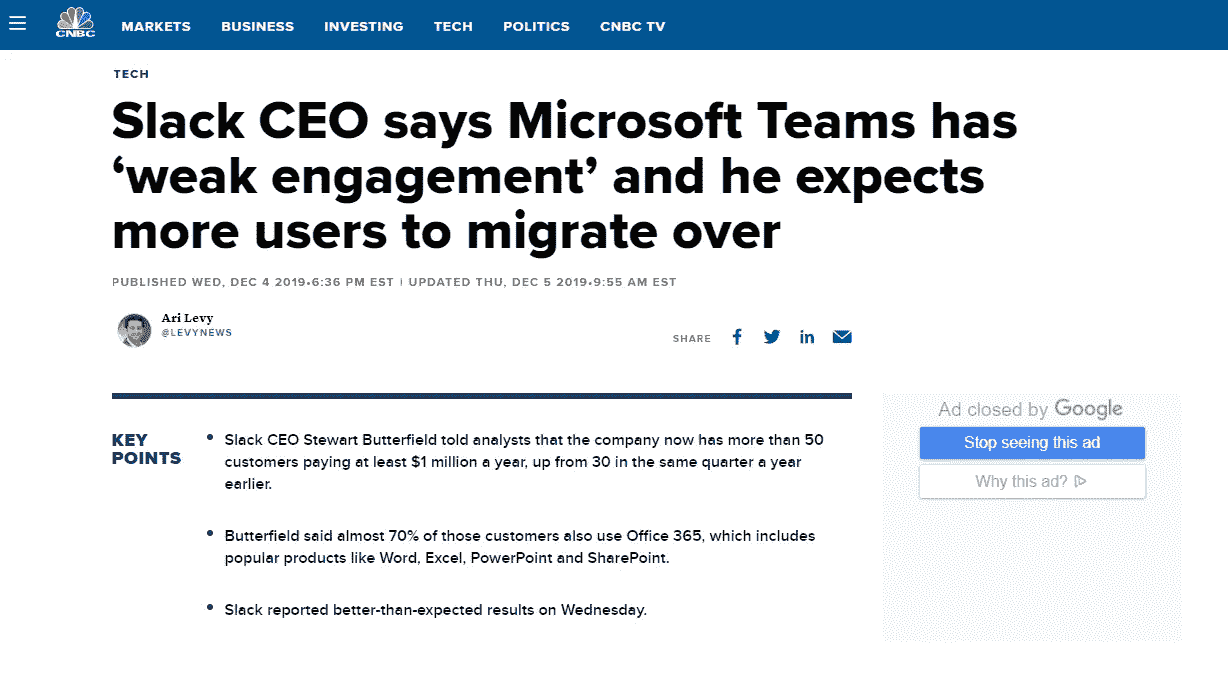 CNBC
MARKETS BUSINESS INVESTING TECH POLITICS CNBC TV
TECH
Slack CEO says Microsoft Teams has
‘weak engagement’ and he expects
more users to migrate over
PUBLISHED WED, DEC 4 2019•6:36 PM EST | UPDATED THU, DEC 5 2019•9:55 AM EST
Ari Levy
@LEVYNEWS
SHARE
KEY
POINTS
• Slack CEO Stewart Butterfield told analysts that the company now has more than 50
customers paying at least $1 million a year, up from 30 in the same quarter a year
earlier.
• Butterfield said almost 70% of those customers also use Office 365, which includes
popular products like Word, Excel, PowerPoint and SharePoint.
• Slack reported better-than-expected results on Wednesday.
Ad closed by Google
Stop seeing this ad
Why this ad?